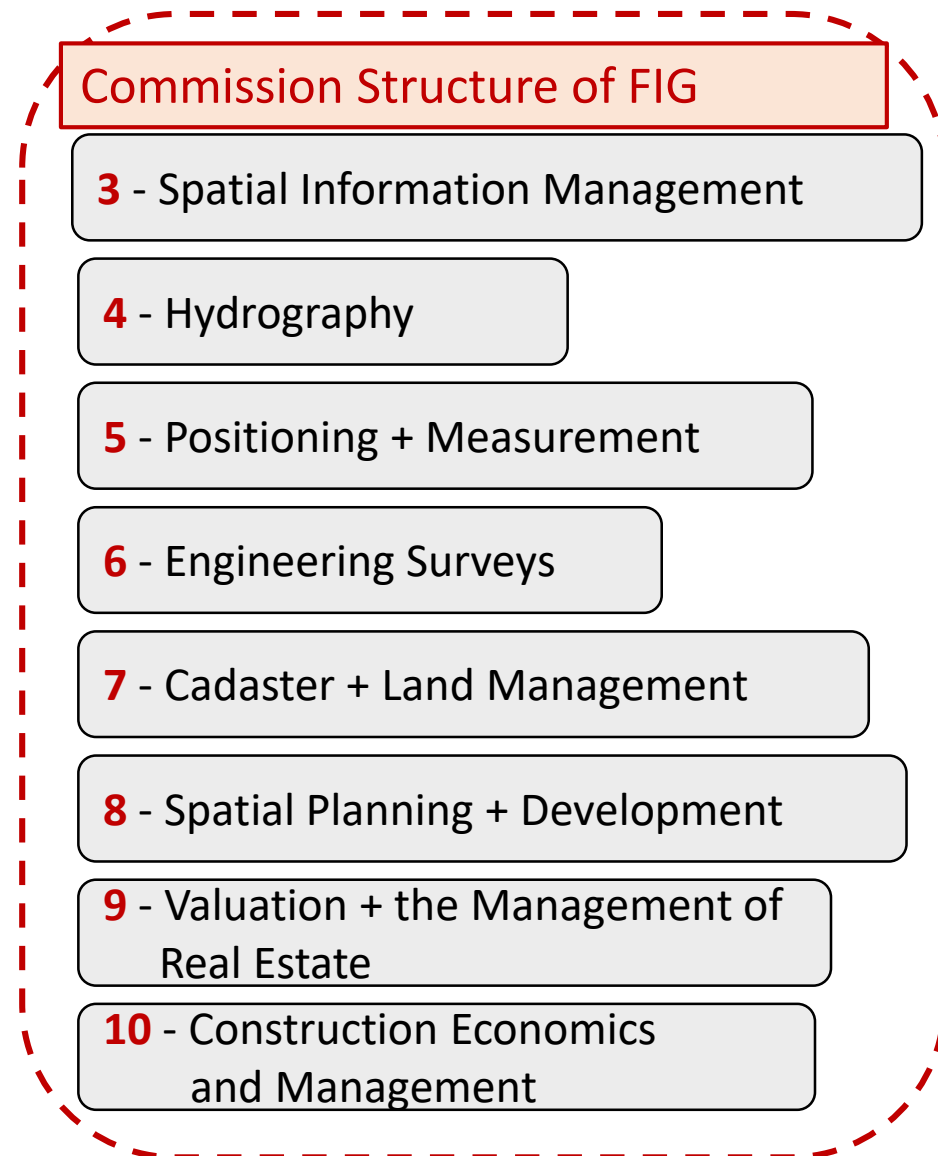 Commission Structure of FIG
3 - Spatial Information Management
4 - Hydrography
5 - Positioning + Measurement
6 - Engineering Surveys
7 - Cadaster + Land Management
8 - Spatial Planning + Development
9 - Valuation + the Management of
Real Estate
10 - Construction Economics
and Management